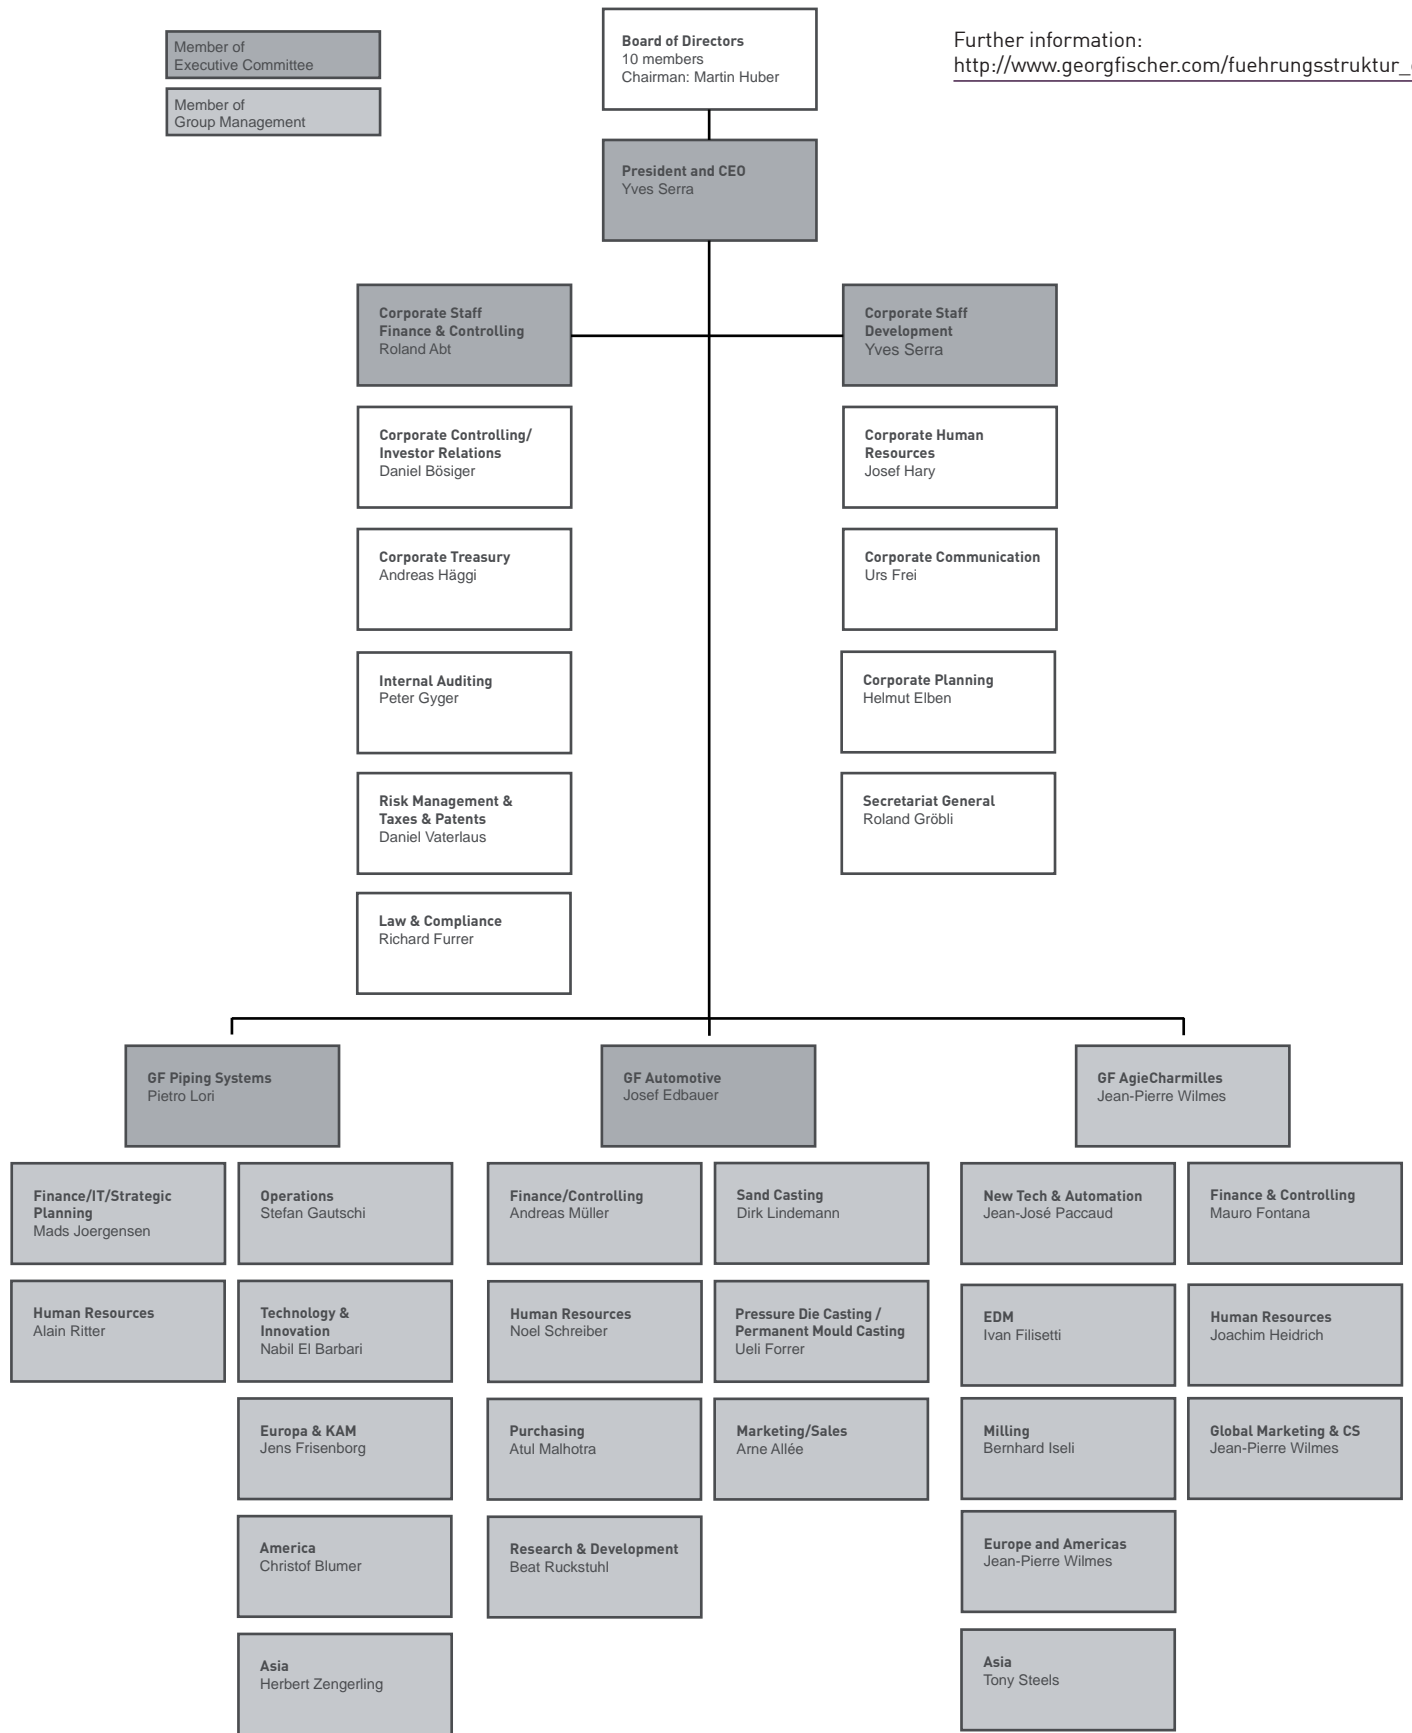 Member of
Executive Committee
Member of
Group Management
Board of Directors
10 members
Chairman: Martin Huber
Further information:
http://www.georgfischer.com/fuehrungsstruktur_
President and CEO
Yves Serra
Corporate Staff
Finance & Controlling
Roland Abt
Corporate Staff
Development
Yves Serra
Corporate Controlling/
Investor Relations
Daniel Bösiger
Corporate Human
Resources
Josef Hary
Corporate Treasury
Andreas Häggi
Corporate Communication
Urs Frei
Internal Auditing
Peter Gyger
Corporate Planning
Helmut Elben
Risk Management &
Taxes & Patents
Daniel Vaterlaus
Secretariat General
Roland Gröbli
Law & Compliance
Richard Furrer
GF Piping Systems
Pietro Lori
GF Automotive
Josef Edbauer
GF AgieCharmilles
Jean-Pierre Wilmes
Finance/IT/Strategic
Planning
Mads Joergensen
Operations
Stefan Gautschi
Finance/Controlling
Andreas Müller
Sand Casting
Dirk Lindemann
New Tech & Automation
Jean-José Paccaud
Finance & Controlling
Mauro Fontana
Human Resources
Alain Ritter
Technology &
Innovation
Nabil El Barbari
Human Resources
Noel Schreiber
Pressure Die Casting /
Permanent Mould Casting
Ueli Forrer
EDM
Ivan Filisetti
Human Resources
Joachim Heidrich
Europa & KAM
Jens Frisenborg
Purchasing
Atul Malhotra
Marketing/Sales
Arne Allée
Milling
Bernhard Iseli
Global Marketing & CS
Jean-Pierre Wilmes
America
Christof Blumer
Research & Development
Beat Ruckstuhl
Europe and Americas
Jean-Pierre Wilmes
Asia
Herbert Zengerling
Asia
Tony Steels